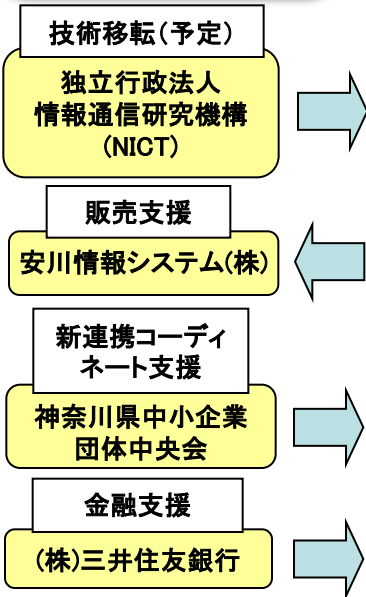 技術移転（予定）
独立行政法人
情報通信研究機構
(NICT)
販売支援
安川情報システム(株)
新連携コーディ
ネート支援
神奈川県中小企業
団体中央会
金融支援
(株)三井住友銀行